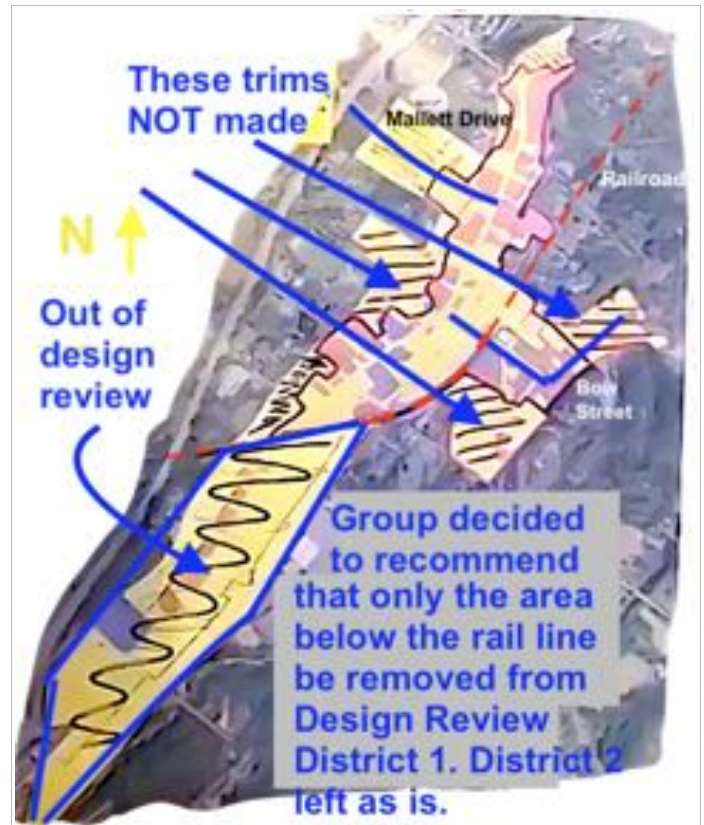 These trims
NOT made
Mallett Drive
Railroad
N
Out of
design
review
Bow
Street
Group decided
to recommend
that only the area
below the rail line
be removed from
Design Review
District 1. District 2
left as is.